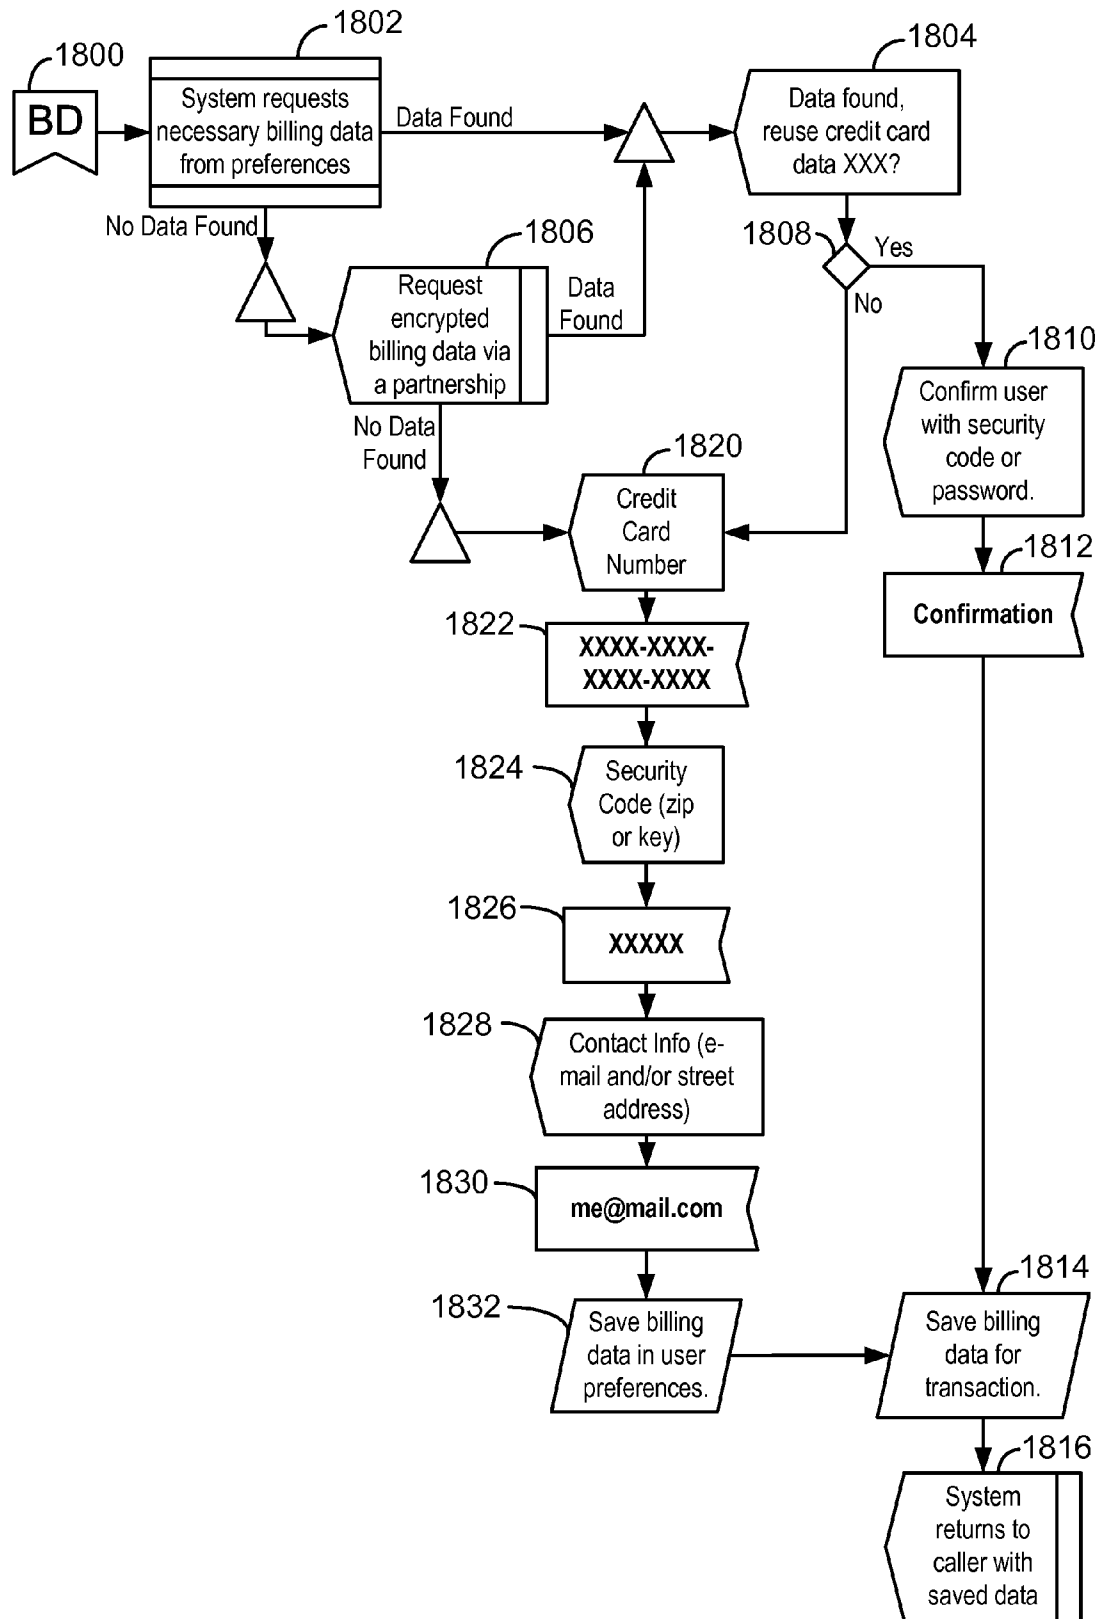 1800
BD
1802
System requests
necessary billing data
from preferences
Data Found
No Data Found
1804
Data found,
reuse credit card
data XXX?
1806
Request
encrypted
billing data via
a partnership
Data
Found
No Data
Found
1808
Yes
No
1810
Confirm user
with security
code or
password.
1812
Confirmation
1820
Credit
Card
Number
1822
XXXX-XXXX-
XXXX-XXXX
1824
Security
Code (zip
or key)
1826
XXXXX
1828
Contact Info (e-
mail and/or street
address)
1830
me@mail.com
1832
Save billing
data in user
preferences.
1814
Save billing
data for
transaction.
1816
System
returns to
caller with
saved data